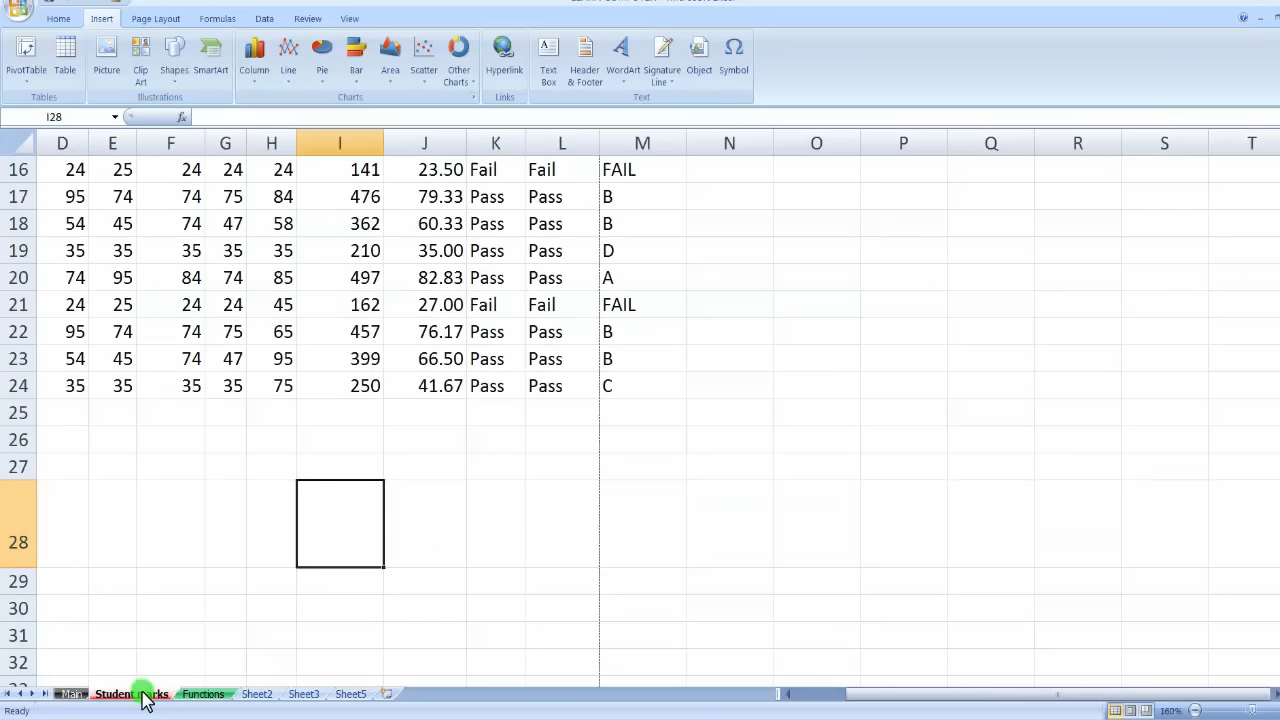 Home Insert Page Layout Formulas Data Review View
PivotTable Table Picture Clip Art Shapes SmartArt Column Line Pie Bar Area Scatter Other Charts Hyperlink Text Box Header & Footer WordArt Signature Line Object Symbol
Tables Illustrations Charts Links Text
I28 fx
D E F G H I J K L M N O P Q R S T
16 24 25 24 24 24 141 23.50 Fail Fail FAIL
17 95 74 74 75 84 476 79.33 Pass Pass B
18 54 45 74 47 58 362 60.33 Pass Pass B
19 35 35 35 35 35 210 35.00 Pass Pass D
20 74 95 84 74 85 497 82.83 Pass Pass A
21 24 25 24 24 45 162 27.00 Fail Fail FAIL
22 95 74 74 75 65 457 76.17 Pass Pass B
23 54 45 74 47 95 399 66.50 Pass Pass B
24 35 35 35 35 75 250 41.67 Pass Pass C
25
26
27
28
29
30
31
32
Main Student marks Functions Sheet2 Sheet3 Sheet5
Ready 160%